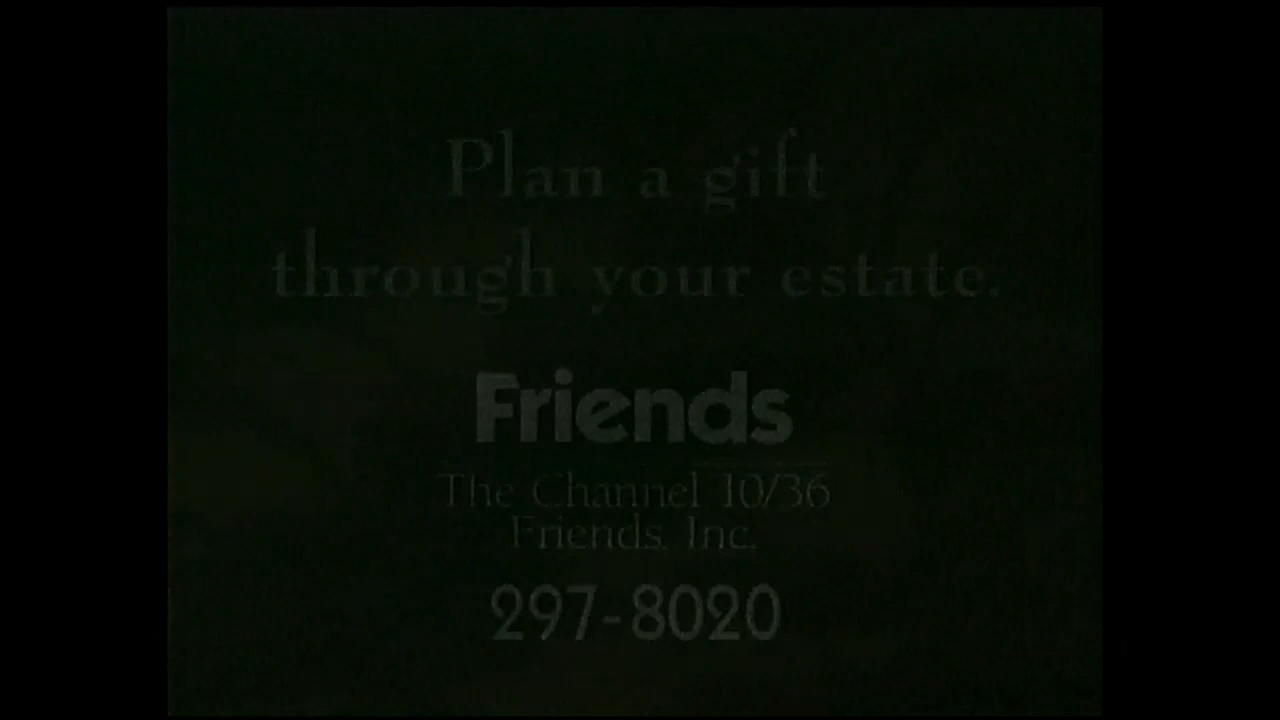 Plan a gift
through your estate.
Friends
The Channel 10/36
Friends, Inc.
297-8020